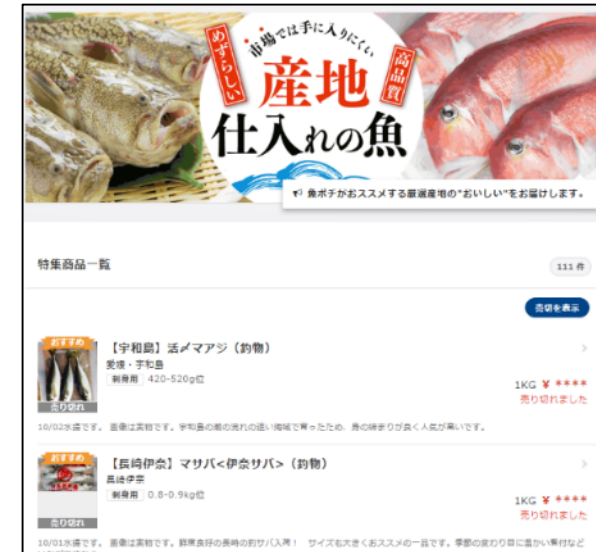 めずらしい
市場では手に入りにくい
高品質
産地
仕入れの魚
魚ポチがおススメする厳選産地の"おいしい"をお届けします。
特集商品一覧
111 件
売切を表示
おすすめ
【宇和島】活〆マアジ（釣物）
愛媛・宇和島
刺身用 420-520g位
売り切れ
1KG ¥ ****
売り切れました
10/02水揚です。 画像は実物です。宇和島の潮の流れの速い海域で育ったため、身の締まりが良く人気が高いです。
おすすめ
【長崎伊奈】マサバ<伊奈サバ>（釣物）
長崎伊奈
刺身用 0.8-0.9kg位
売り切れ
1KG ¥ ****
売り切れました
10/01水揚です。 画像は実物です。鮮度良好の長崎の釣サバ入荷！ サイズも大きくおススメの一品です。季節の変わり目に温かい煮付など